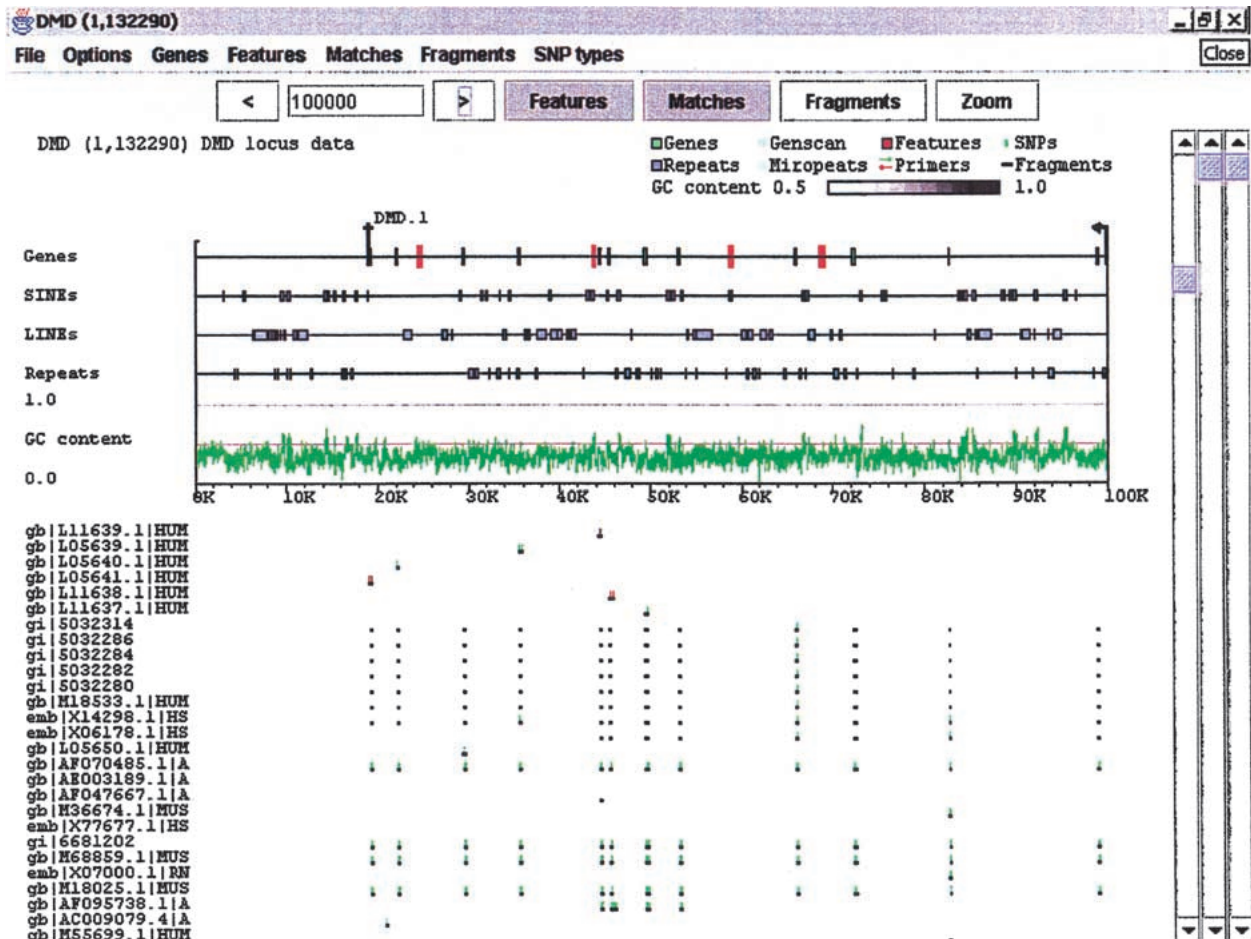 DMD (1,132290)
File Options Genes Features Matches Fragments SNP types Close
< 100000 > Features Matches Fragments Zoom
DMD (1,132290) DMD locus data
Genes Genscan Features SNPs
Repeats Miropeats Primers Fragments
GC content 0.5 1.0
DMD.1
Genes
SINEs
LINEs
Repeats
1.0
GC content
0.0
0K 10K 20K 30K 40K 50K 60K 70K 80K 90K 100K
gb|L11639.1|HUM
gb|L05639.1|HUM
gb|L05640.1|HUM
gb|L05641.1|HUM
gb|L11638.1|HUM
gb|L11637.1|HUM
gi|5032314
gi|5032286
gi|5032284
gi|5032282
gi|5032280
gb|M18533.1|HUM
emb|X14298.1|HS
emb|X06178.1|HS
gb|L05650.1|HUM
gb|AF070485.1|A
gb|AE003189.1|A
gb|AF047667.1|A
gb|M36674.1|MUS
emb|X77677.1|HS
gi|6681202
gb|M68859.1|MUS
emb|X07000.1|RN
gb|M18025.1|MUS
gb|AF095738.1|A
gb|AC009079.4|A
gb|M55699.1|HUM